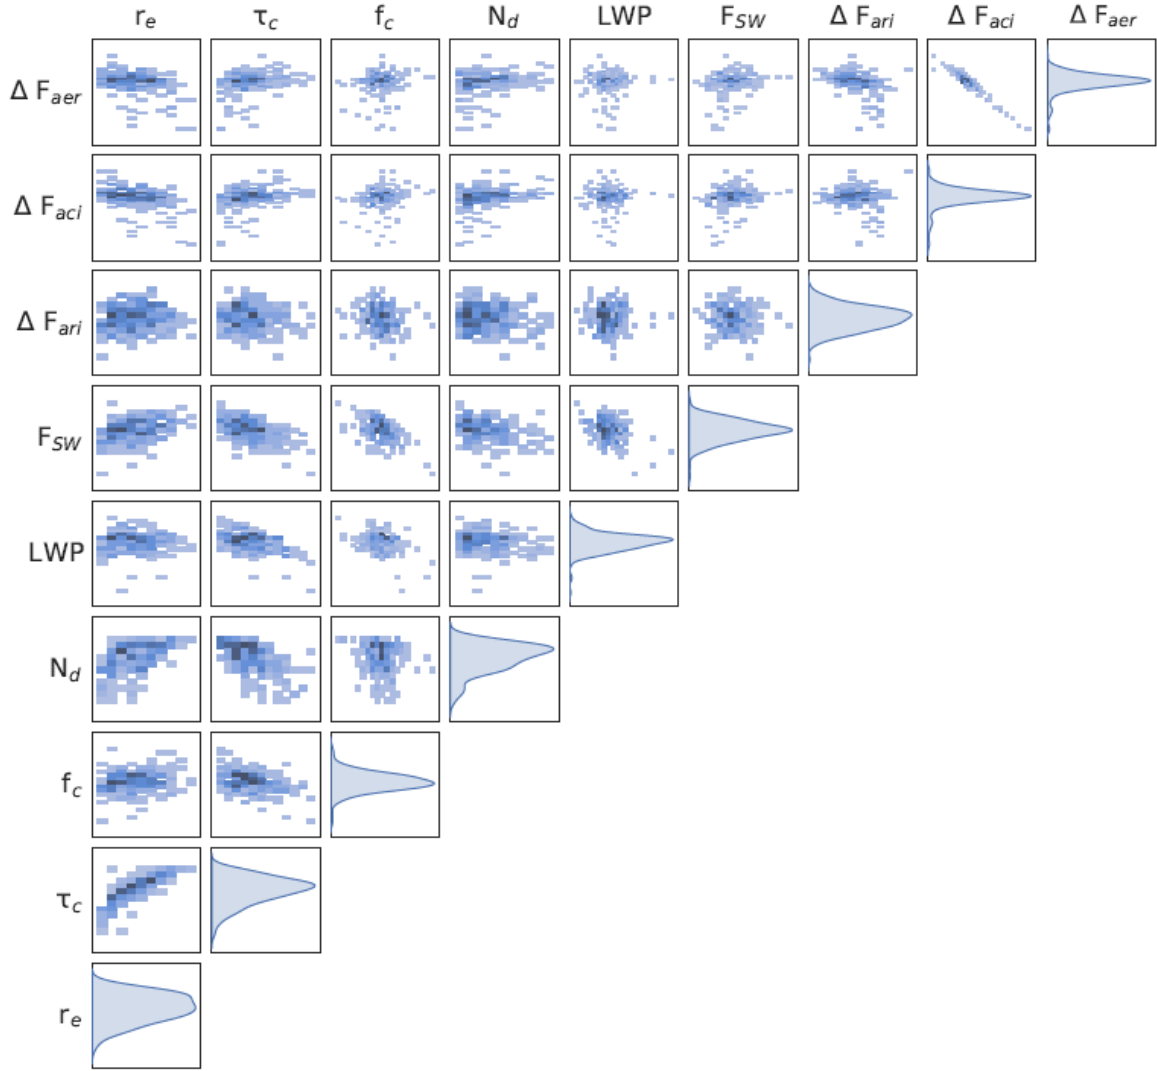 r_e τ_c f_c N_d LWP F_SW Δ F_ari Δ F_aci Δ F_aer
Δ F_aer
Δ F_aci
Δ F_ari
F_SW
LWP
N_d
f_c
τ_c
r_e